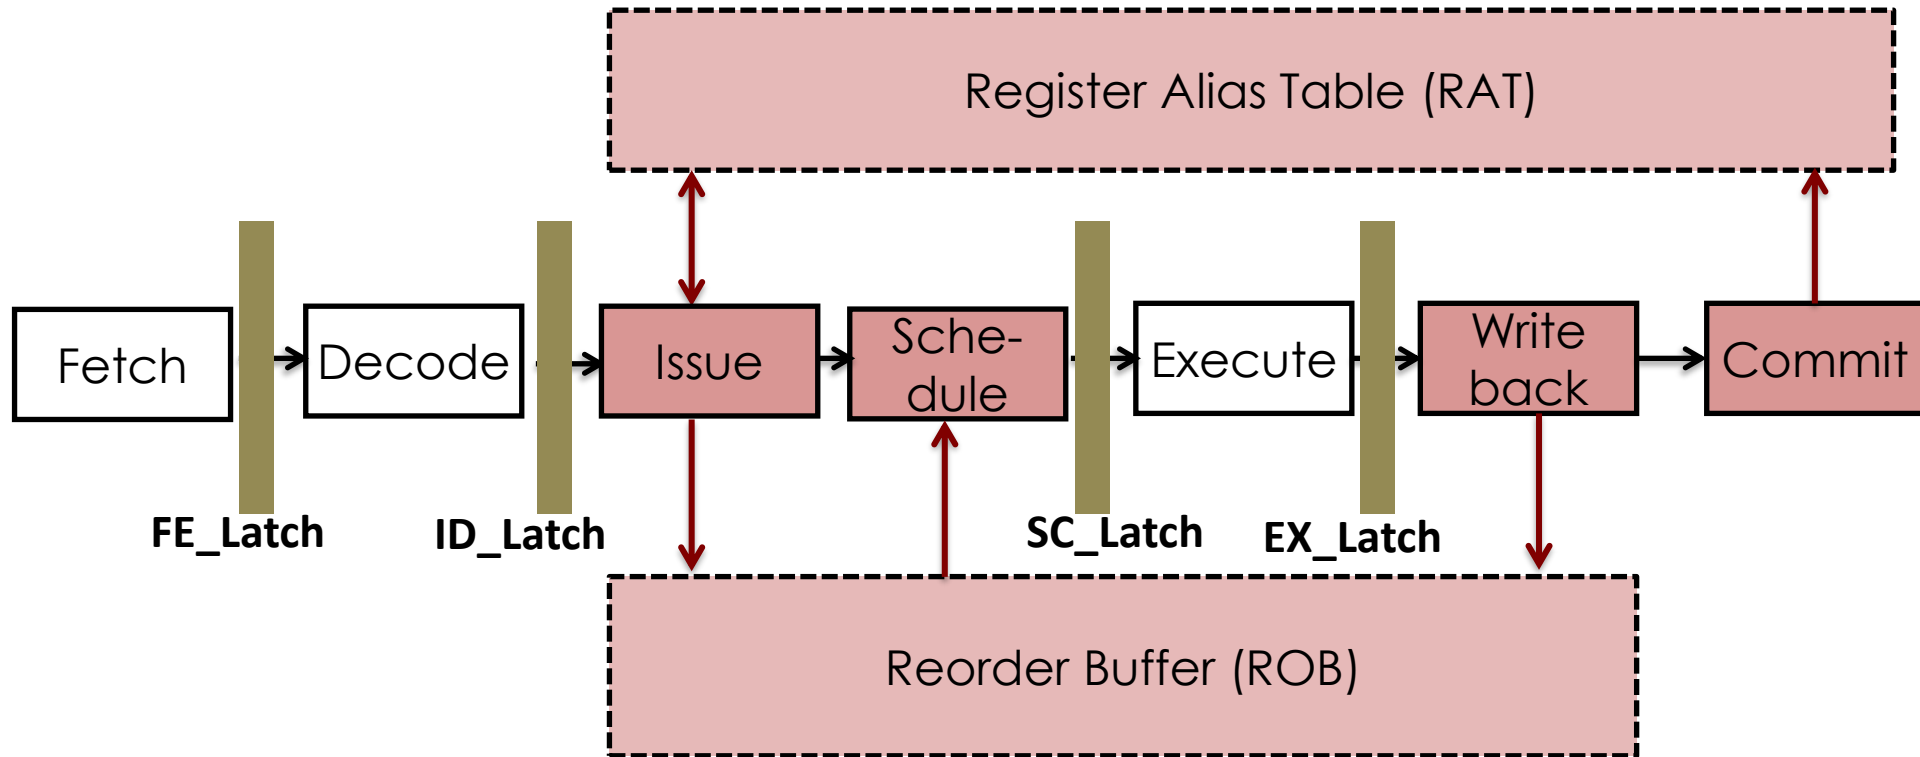 Register Alias Table (RAT)
Fetch
Decode
Issue
Sche-
dule
Execute
Write
back
Commit
FE_Latch
ID_Latch
SC_Latch
EX_Latch
Reorder Buffer (ROB)